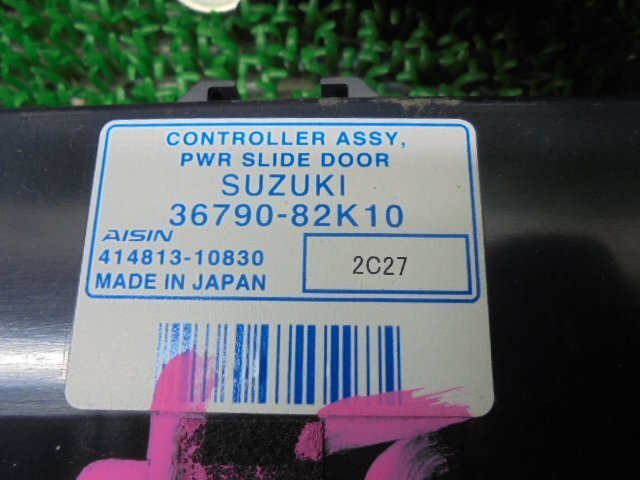 CONTROLLER ASSY,
PWR SLIDE DOOR
SUZUKI
36790-82K10
AISIN
414813-10830
2C27
MADE IN JAPAN